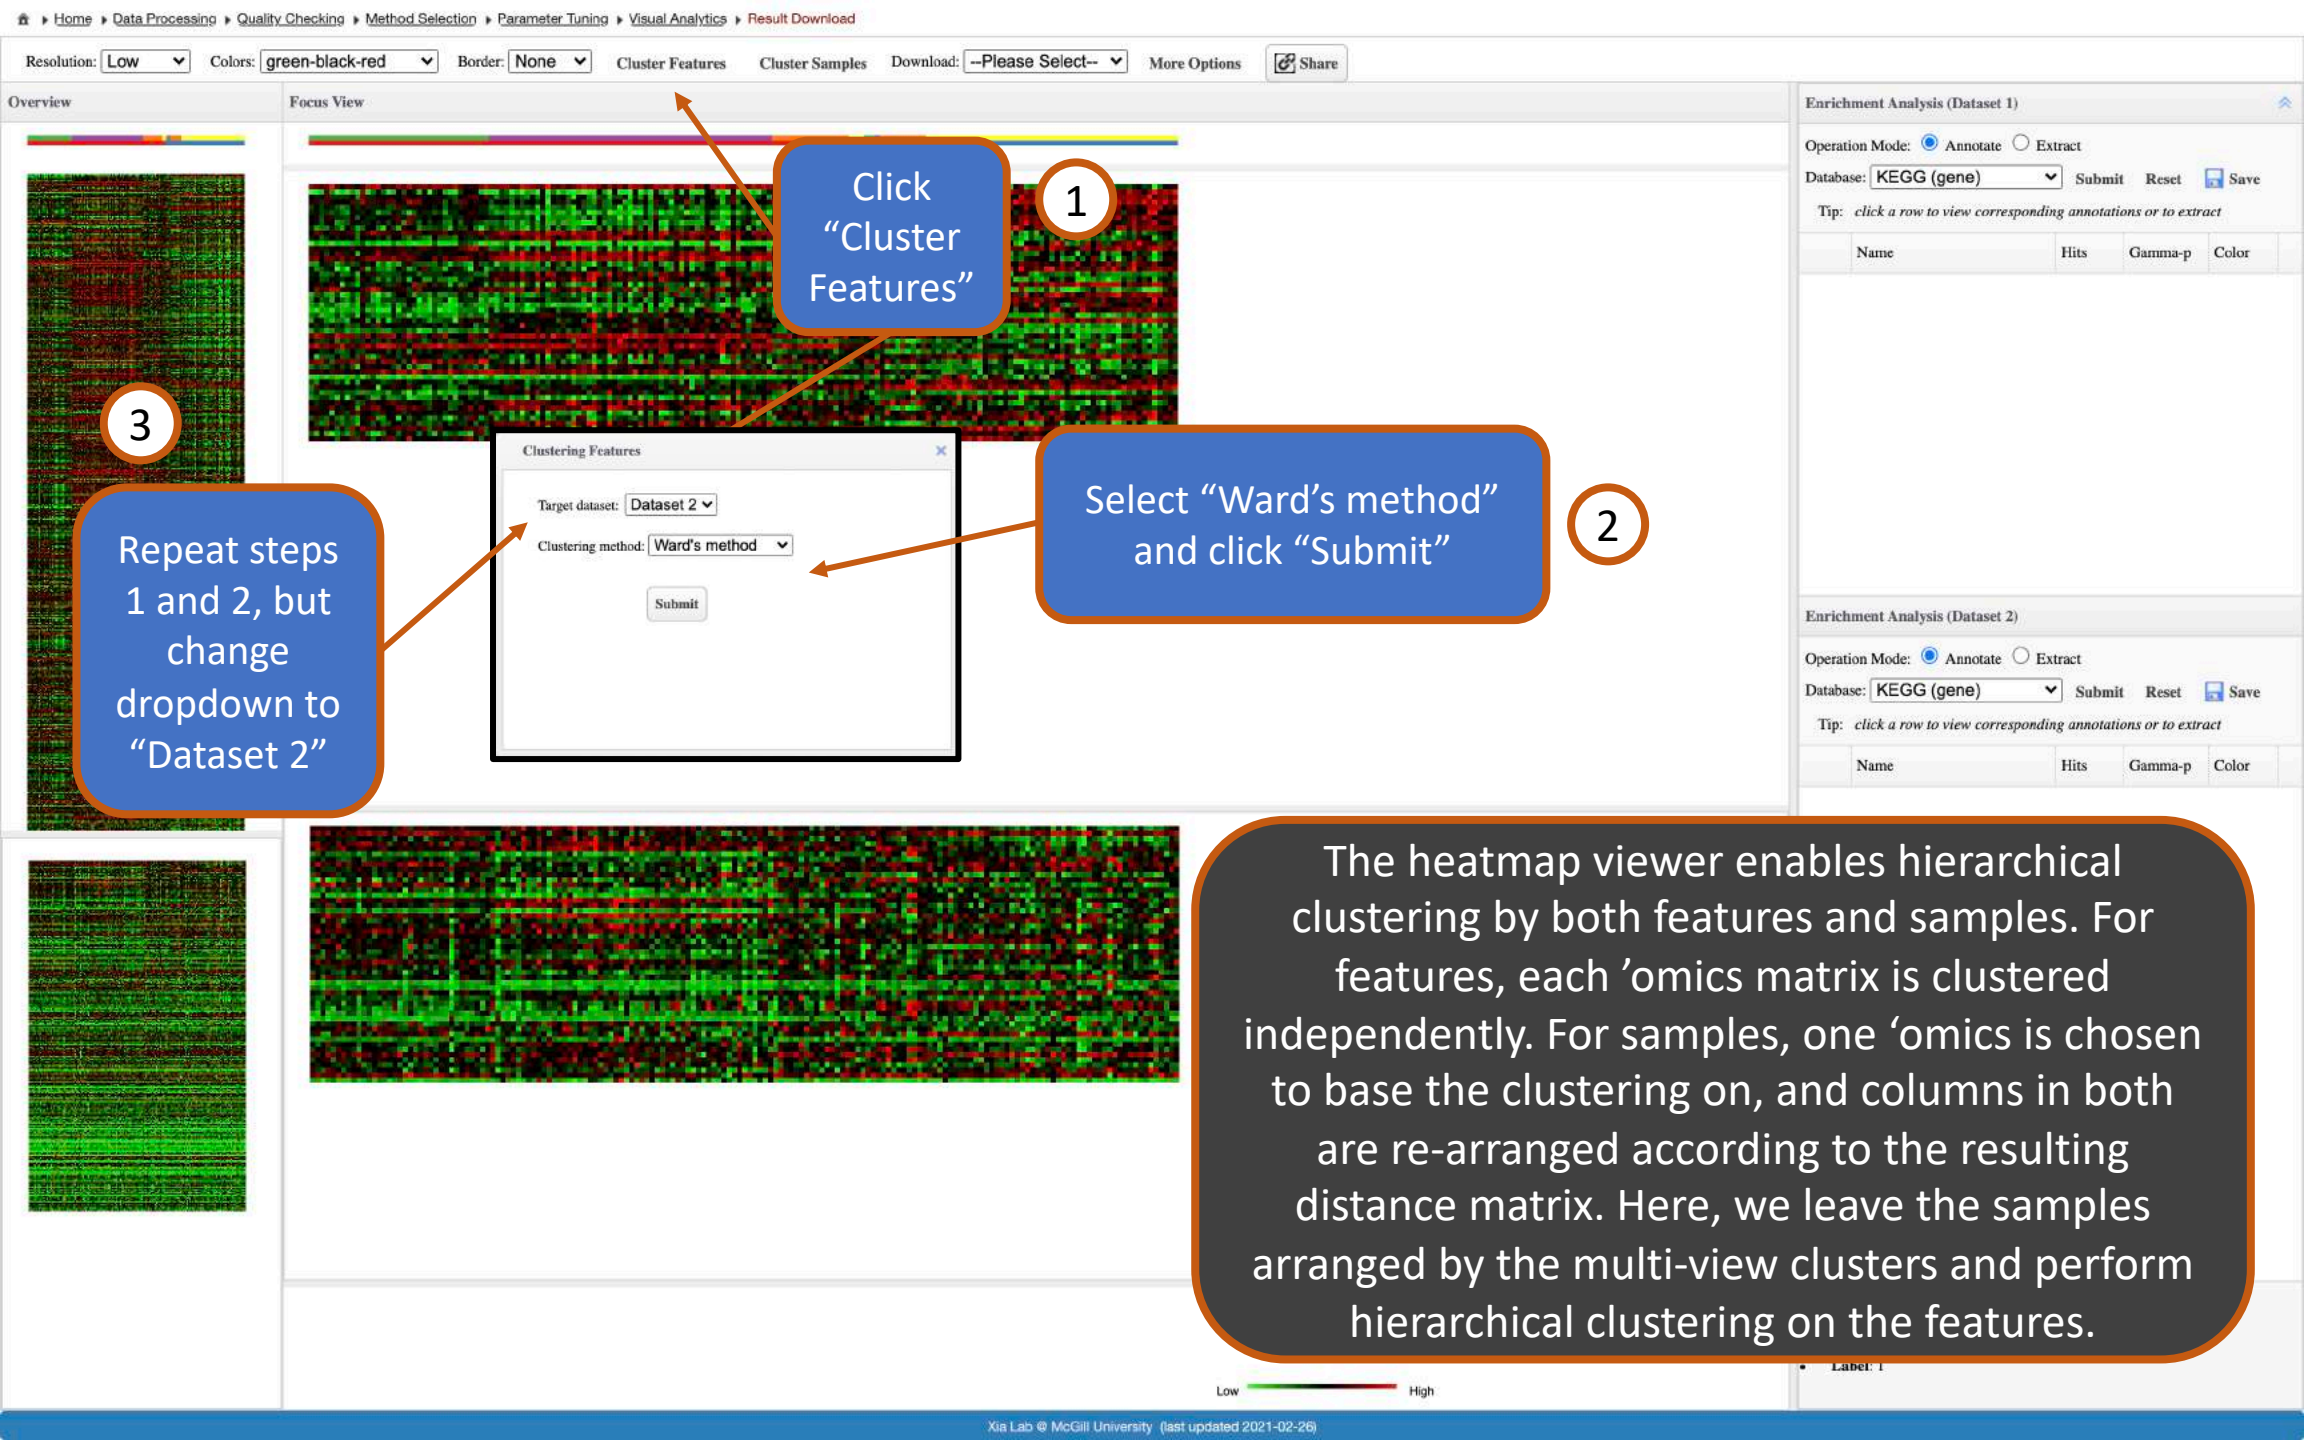 Home Data Processing Quality Checking Method Selection Parameter Tuning Visual Analytics Result Download
Resolution: Low Colors: green-black-red Border: None Cluster Features Cluster Samples Download: --Please Select-- More Options Share
Overview
Focus View
Click
“Cluster
Features”
1
3
Repeat steps
1 and 2, but
change
dropdown to
“Dataset 2”
Clustering Features
Target dataset: Dataset 2
Clustering method: Ward's method
Submit
Select “Ward’s method”
and click “Submit”
2
Enrichment Analysis (Dataset 1)
Operation Mode: Annotate Extract
Database: KEGG (gene) Submit Reset Save
Tip: click a row to view corresponding annotations or to extract
Name Hits Gamma-p Color
Enrichment Analysis (Dataset 2)
Operation Mode: Annotate Extract
Database: KEGG (gene) Submit Reset Save
Tip: click a row to view corresponding annotations or to extract
Name Hits Gamma-p Color
The heatmap viewer enables hierarchical
clustering by both features and samples. For
features, each ’omics matrix is clustered
independently. For samples, one ‘omics is chosen
to base the clustering on, and columns in both
are re-arranged according to the resulting
distance matrix. Here, we leave the samples
arranged by the multi-view clusters and perform
hierarchical clustering on the features.
Label: 1
Low High
Xia Lab @ McGill University (last updated 2021-02-26)